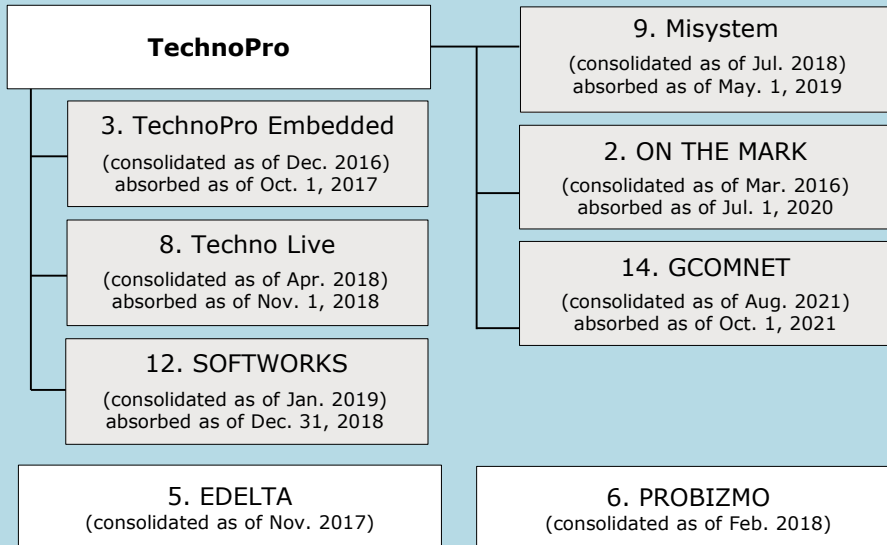 TechnoPro
3. TechnoPro Embedded
(consolidated as of Dec. 2016)
absorbed as of Oct. 1, 2017
8. Techno Live
(consolidated as of Apr. 2018)
absorbed as of Nov. 1, 2018
12. SOFTWORKS
(consolidated as of Jan. 2019)
absorbed as of Dec. 31, 2018
9. Misystem
(consolidated as of Jul. 2018)
absorbed as of May. 1, 2019
2. ON THE MARK
(consolidated as of Mar. 2016)
absorbed as of Jul. 1, 2020
14. GCOMNET
(consolidated as of Aug. 2021)
absorbed as of Oct. 1, 2021
5. EDELTA
(consolidated as of Nov. 2017)
6. PROBIZMO
(consolidated as of Feb. 2018)